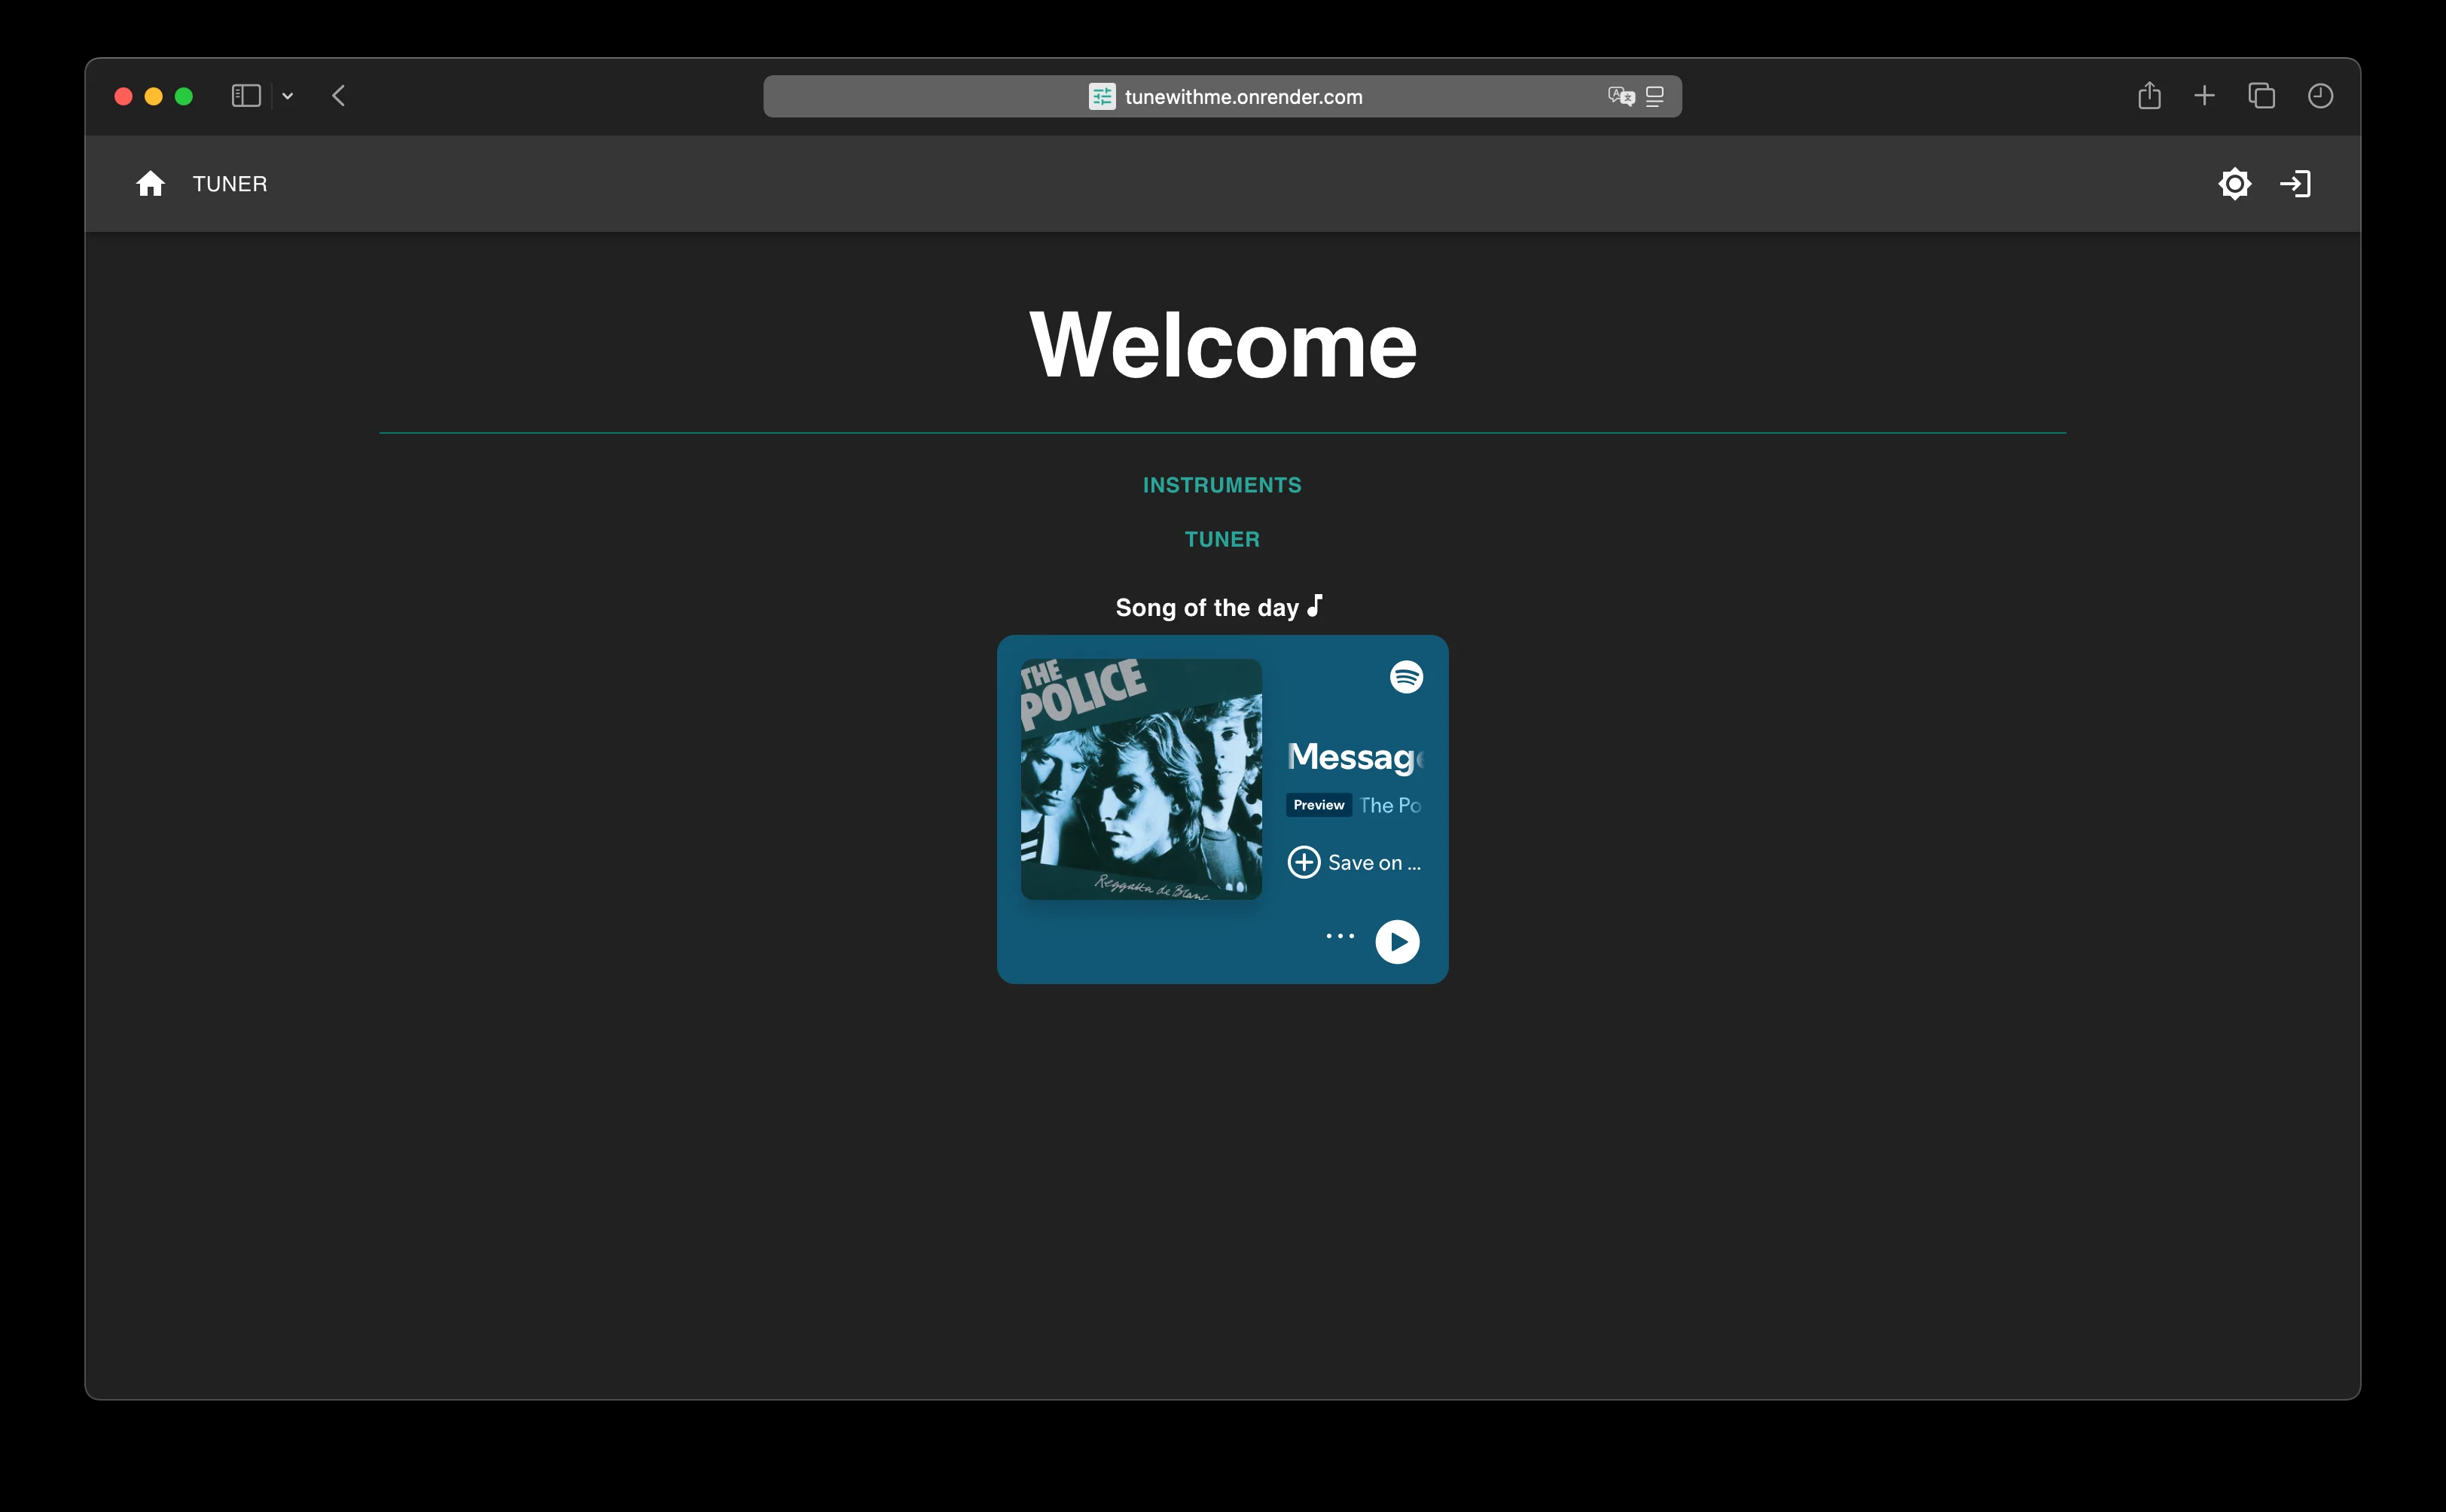 tunewithme.onrender.com
TUNER
Welcome
INSTRUMENTS
TUNER
Song of the day
THE
POLICE
Reggatta de Blanc
Messag
Preview The Po
Save on ...